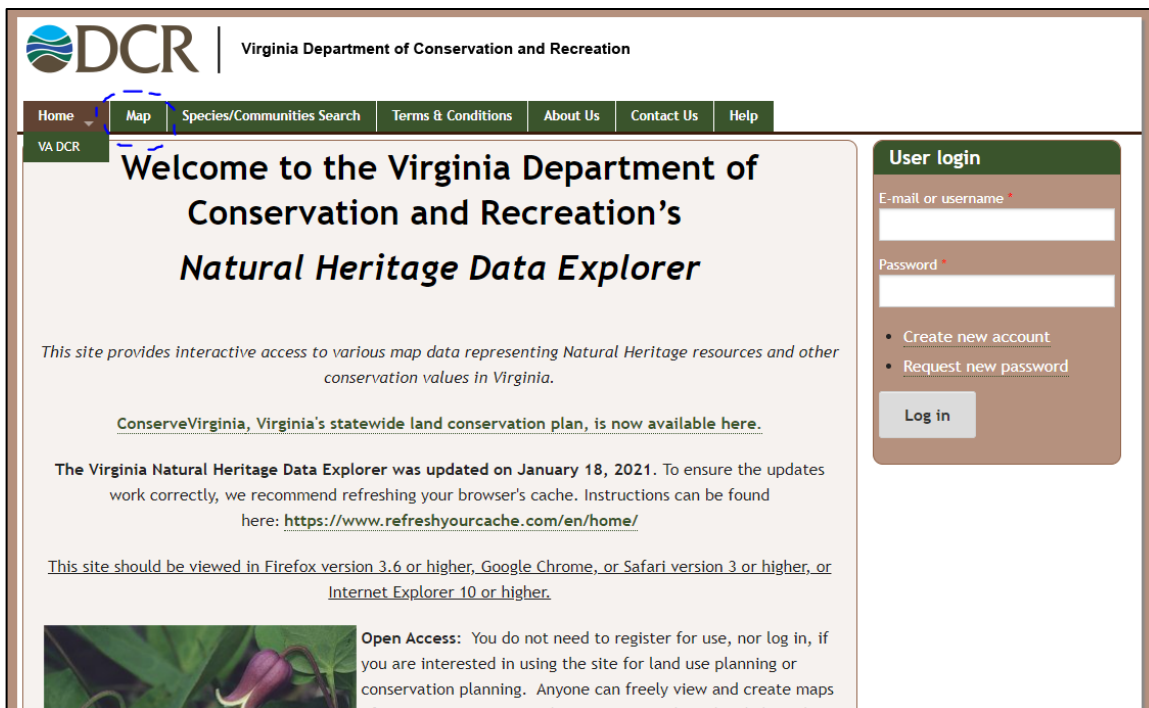 DCR
Virginia Department of Conservation and Recreation
Home
Map
Species/Communities Search
Terms & Conditions
About Us
Contact Us
Help
VA DCR
Welcome to the Virginia Department of
Conservation and Recreation’s
Natural Heritage Data Explorer
This site provides interactive access to various map data representing Natural Heritage resources and other
conservation values in Virginia.
ConserveVirginia, Virginia's statewide land conservation plan, is now available here.
The Virginia Natural Heritage Data Explorer was updated on January 18, 2021. To ensure the updates
work correctly, we recommend refreshing your browser's cache. Instructions can be found
here: https://www.refreshyourcache.com/en/home/
This site should be viewed in Firefox version 3.6 or higher, Google Chrome, or Safari version 3 or higher, or
Internet Explorer 10 or higher.
Open Access: You do not need to register for use, nor log in, if
you are interested in using the site for land use planning or
conservation planning. Anyone can freely view and create maps
User login
E-mail or username *
Password *
Create new account
Request new password
Log in